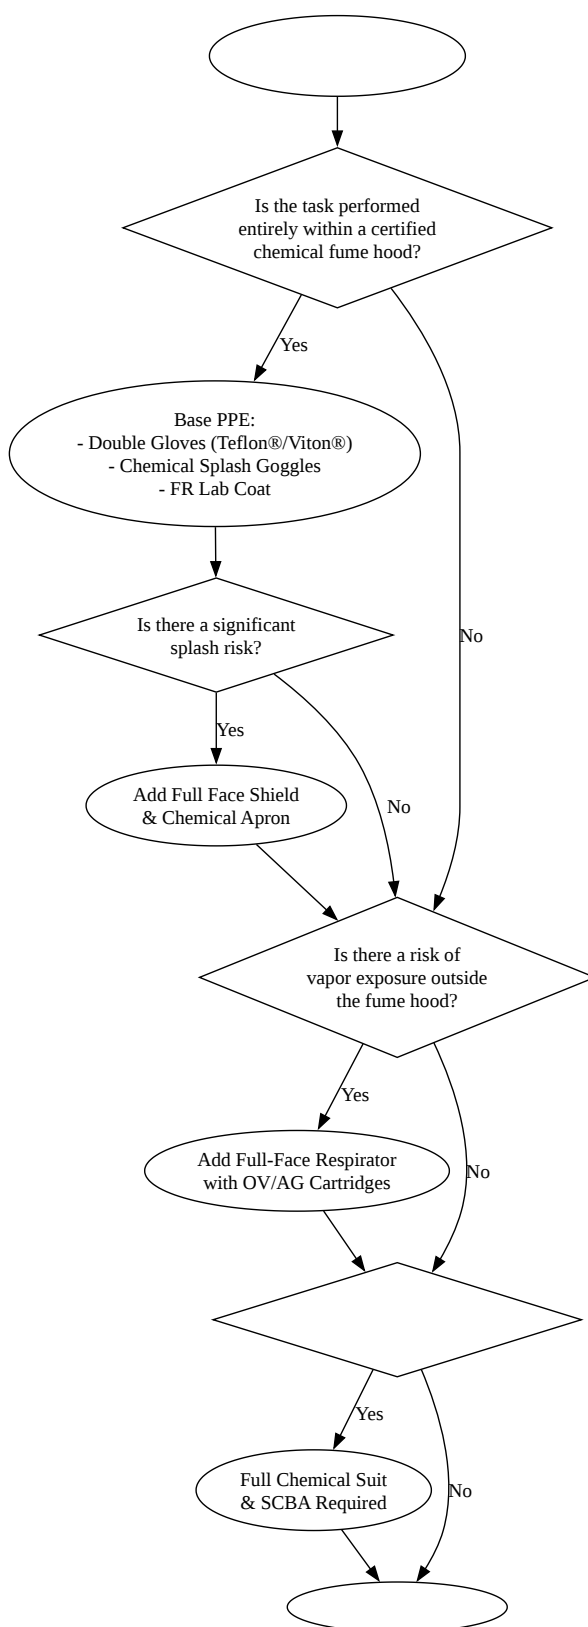 Is the task performed
entirely within a certified
chemical fume hood?
Yes
Base PPE:
- Double Gloves (Teflon®/Viton®)
- Chemical Splash Goggles
- FR Lab Coat
Is there a significant
splash risk?
No
Yes
Add Full Face Shield
& Chemical Apron
No
Is there a risk of
vapor exposure outside
the fume hood?
Yes
Add Full-Face Respirator
with OV/AG Cartridges
No
Yes
Full Chemical Suit
& SCBA Required
No